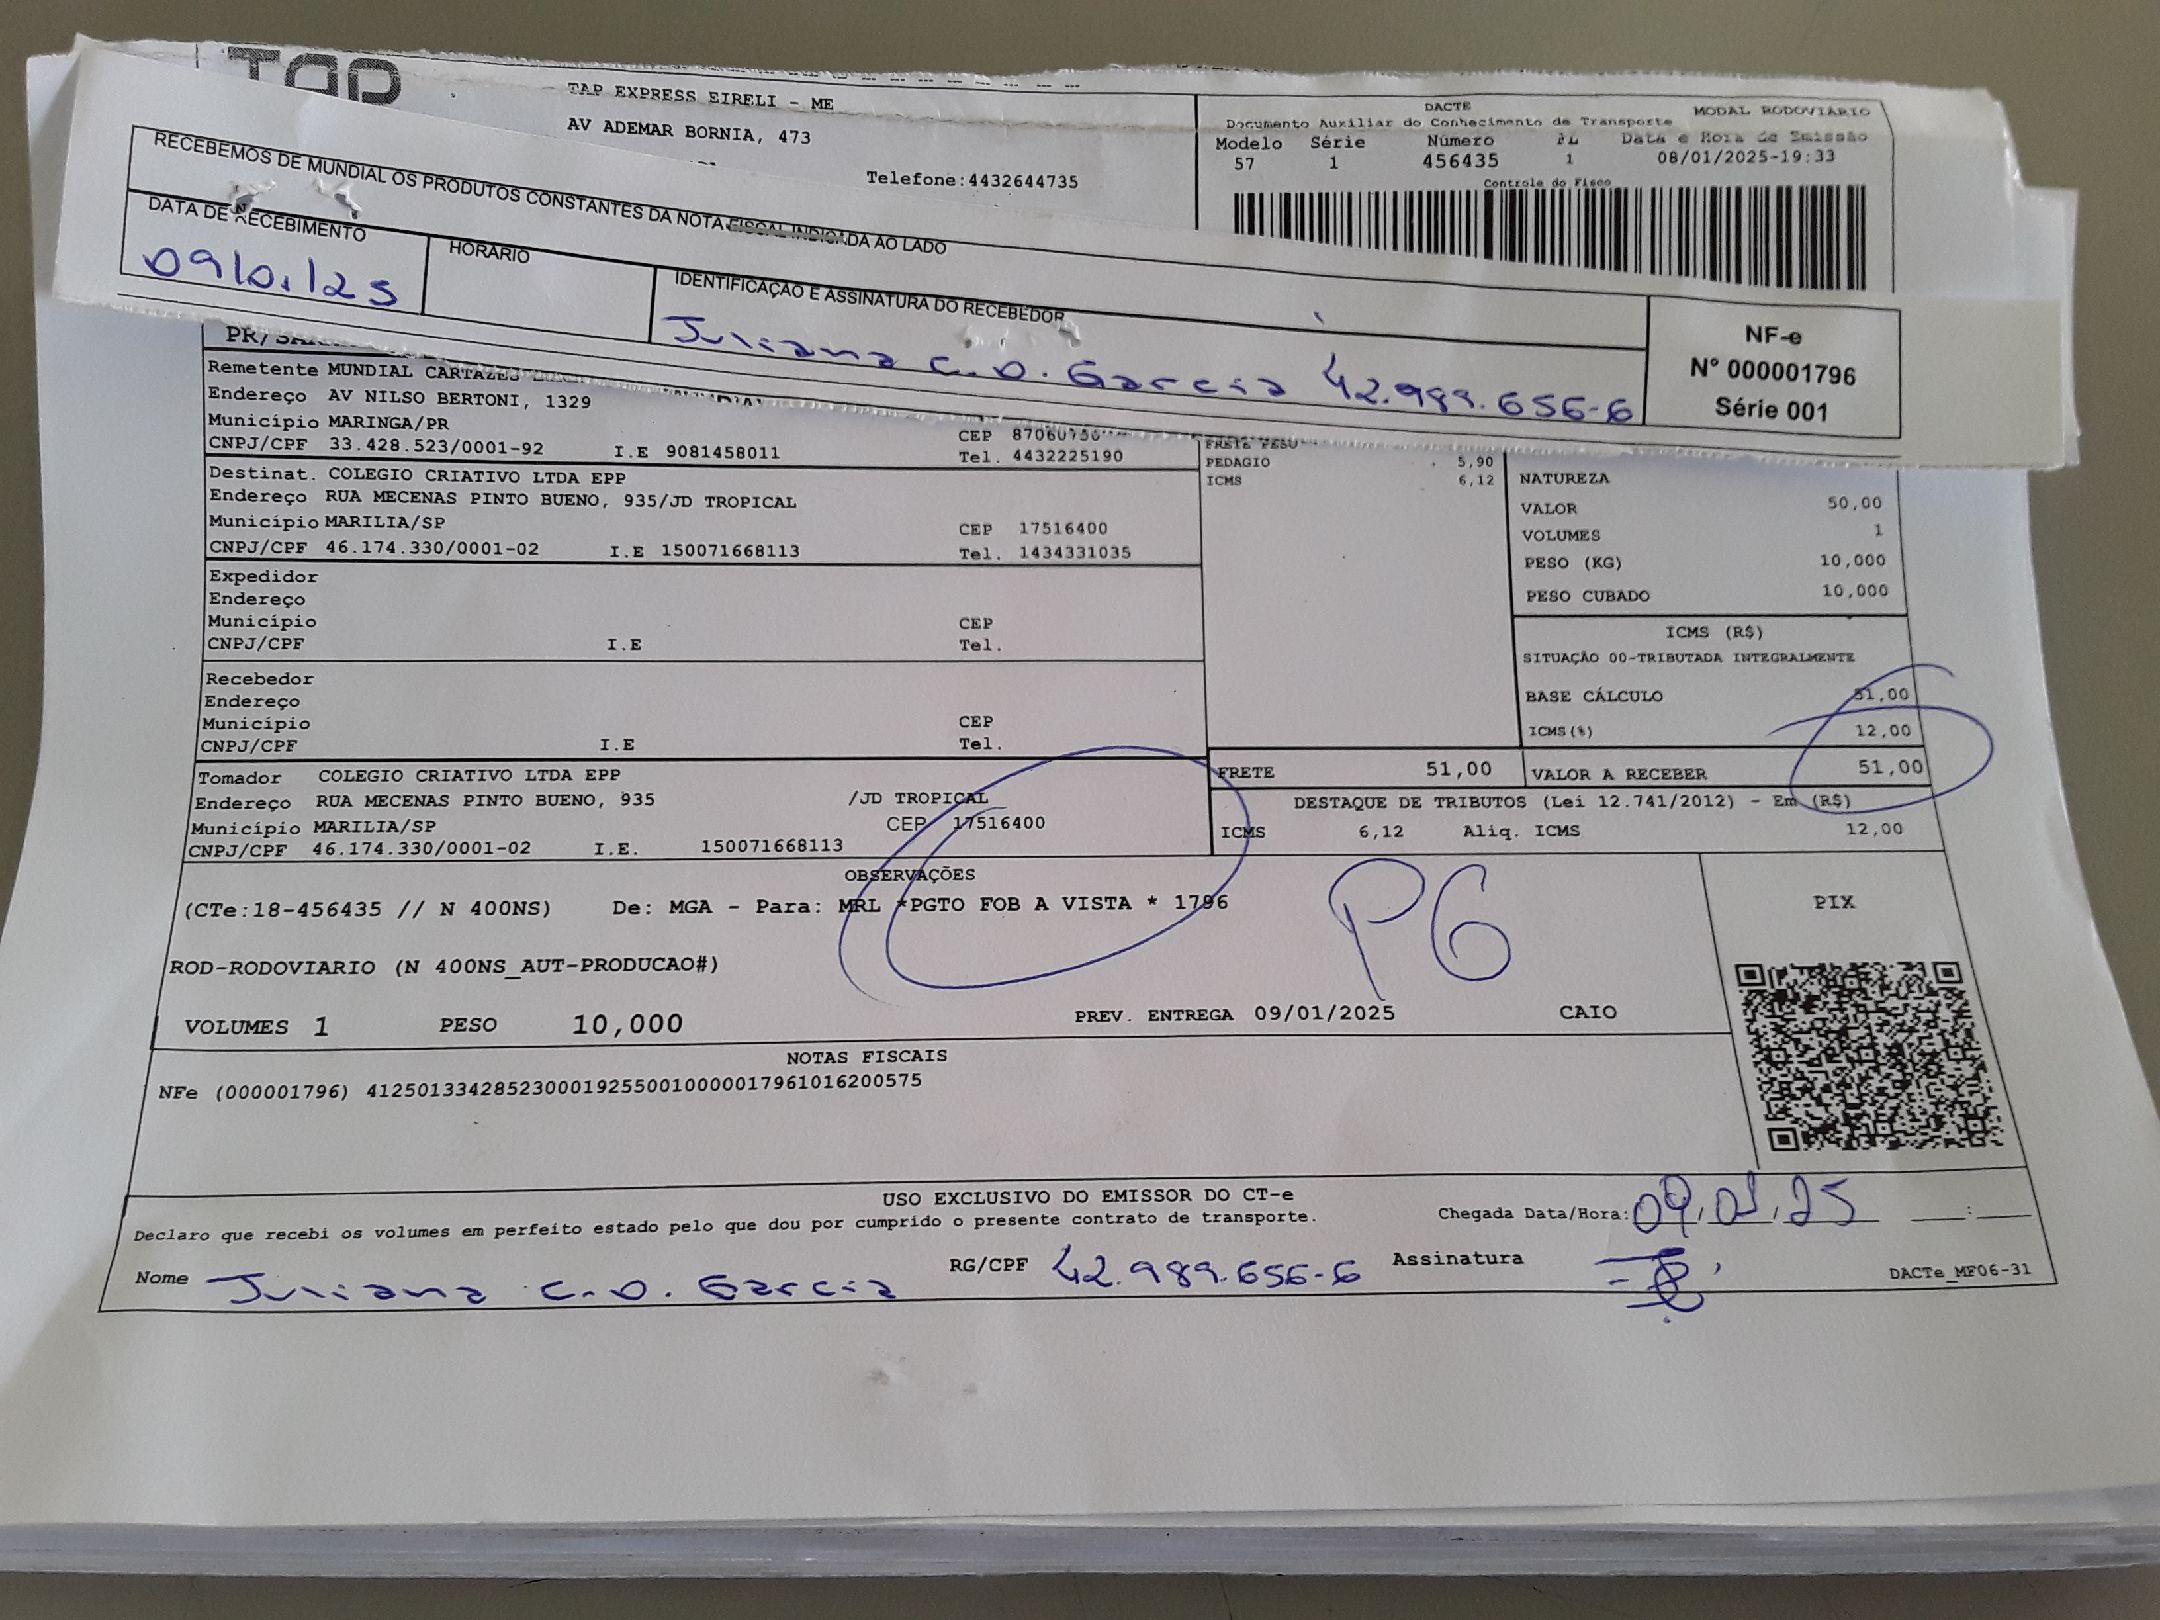 TAP
TAP EXPRESS EIRELI - ME
AV ADEMAR BORNIA, 473
Telefone:4432644735
DACTE MODAL RODOVIÁRIO
Documento Auxiliar do Conhecimento de Transporte
Modelo Série Número FL Data e Hora de Emissão
57 1 456435 1 08/01/2025-19:33
Controle do Fisco
RECEBEMOS DE MUNDIAL OS PRODUTOS CONSTANTES DA NOTA FISCAL INDICADA AO LADO
DATA DE RECEBIMENTO HORÁRIO IDENTIFICAÇÃO E ASSINATURA DO RECEBEDOR
09/01/25 Juliana C.O. Garcia 42.989.656-6
NF-e
Nº 000001796
Série 001
PR/
Remetente MUNDIAL CARTAZES
Endereço AV NILSO BERTONI, 1329
Município MARINGA/PR CEP
CNPJ/CPF 33.428.523/0001-92 I.E 9081458011 Tel. 4432225190
Destinat. COLEGIO CRIATIVO LTDA EPP
Endereço RUA MECENAS PINTO BUENO, 935/JD TROPICAL
Município MARILIA/SP CEP 17516400
CNPJ/CPF 46.174.330/0001-02 I.E 150071668113 Tel. 1434331035
Expedidor
Endereço
Município CEP
CNPJ/CPF I.E Tel.
Recebedor
Endereço
Município CEP
CNPJ/CPF I.E Tel.
Tomador COLEGIO CRIATIVO LTDA EPP
Endereço RUA MECENAS PINTO BUENO, 935 /JD TROPICAL
Município MARILIA/SP CEP 17516400
CNPJ/CPF 46.174.330/0001-02 I.E. 150071668113
FRETE PESO
PEDAGIO 5,90
ICMS 6,12
NATUREZA
VALOR 50,00
VOLUMES 1
PESO (KG) 10,000
PESO CUBADO 10,000
ICMS (R$)
SITUAÇÃO 00-TRIBUTADA INTEGRALMENTE
BASE CÁLCULO 51,00
ICMS(%) 12,00
FRETE 51,00 VALOR A RECEBER 51,00
DESTAQUE DE TRIBUTOS (Lei 12.741/2012) - Em (R$)
ICMS 6,12 Aliq. ICMS 12,00
OBSERVAÇÕES
(CTe:18-456435 // N 400NS) De: MGA - Para: MRL *PGTO FOB A VISTA * 1796
PG
PIX
ROD-RODOVIARIO (N 400NS_AUT-PRODUCAO#)
VOLUMES 1 PESO 10,000 PREV. ENTREGA 09/01/2025 CAIO
NOTAS FISCAIS
NFe (000001796) 41250133428523000192550010000017961016200575
USO EXCLUSIVO DO EMISSOR DO CT-e
Declaro que recebi os volumes em perfeito estado pelo que dou por cumprido o presente contrato de transporte. Chegada Data/Hora: 09/01/25 ___:___
Nome Juliana C.O. Garcia RG/CPF 42.989.656-6 Assinatura
DACTe_MF06-31